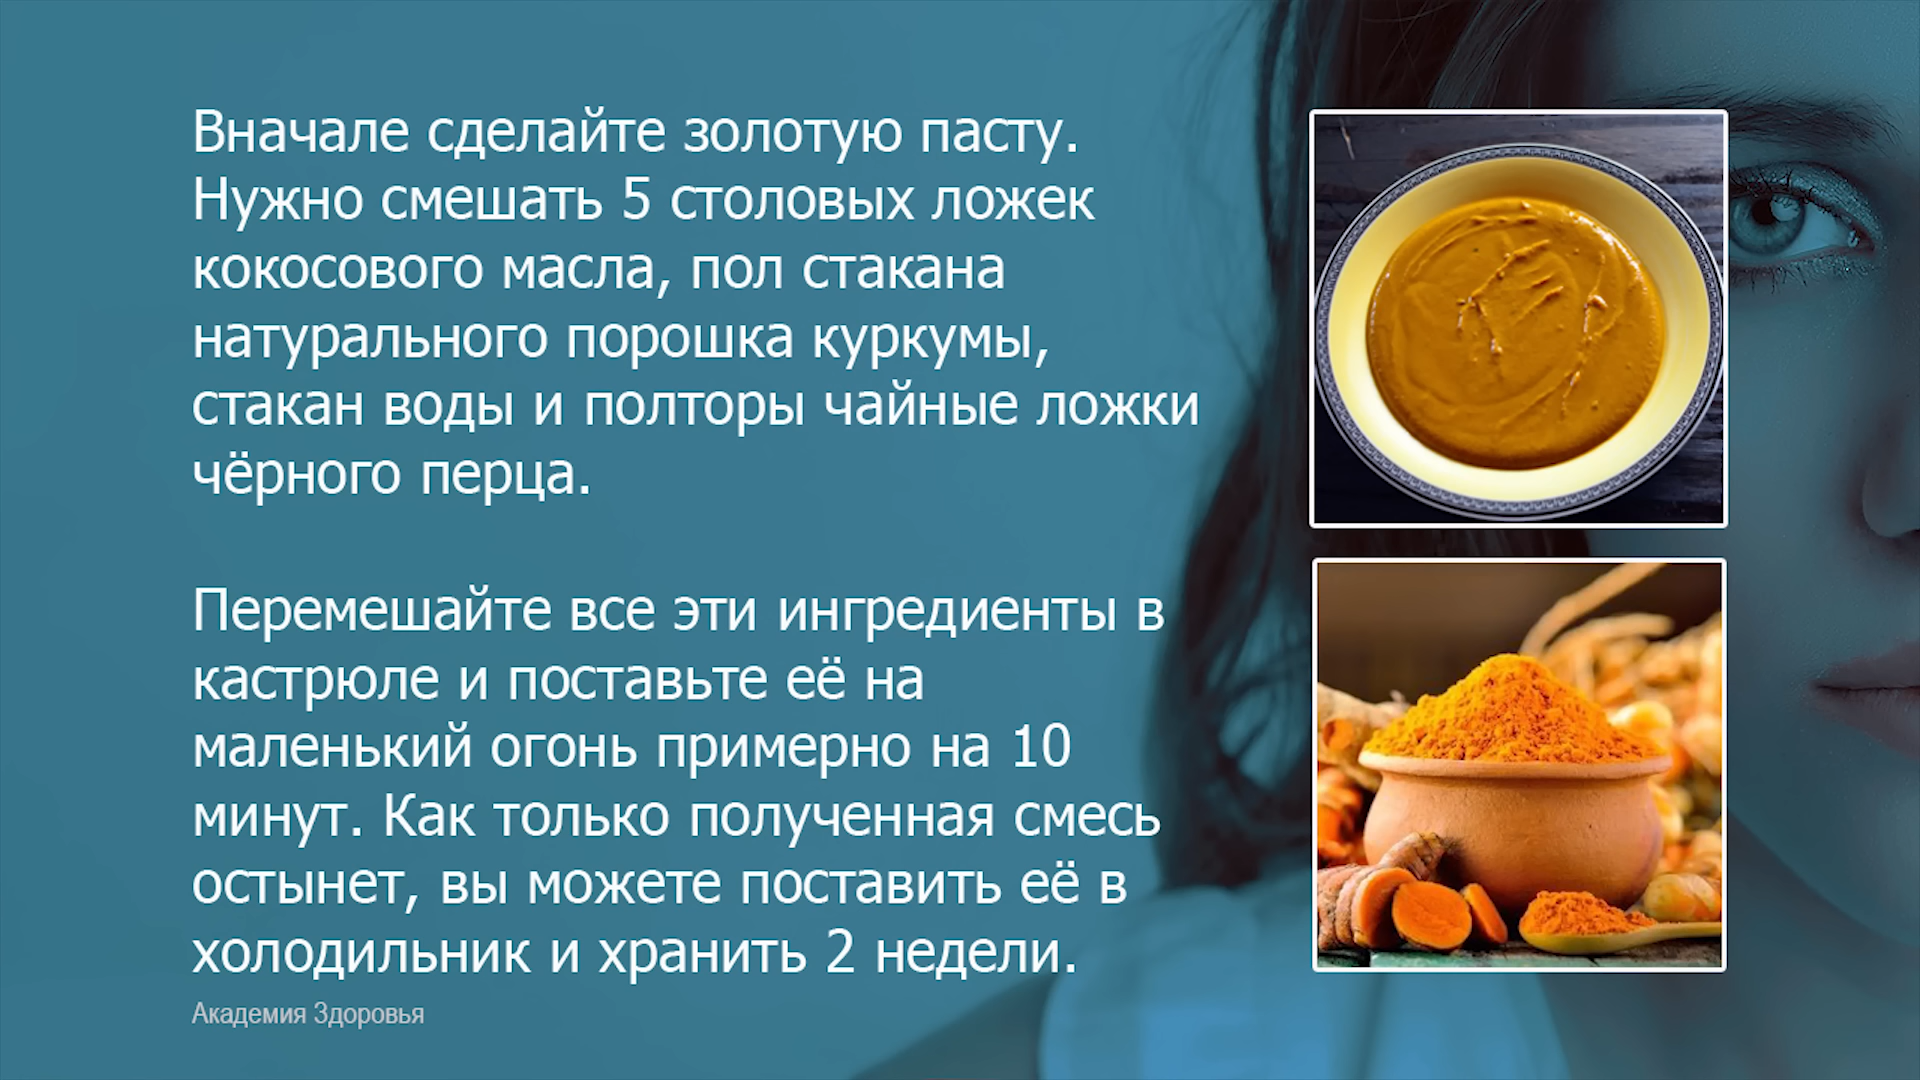 Вначале сделайте золотую пасту.
Нужно смешать 5 столовых ложек
кокосового масла, пол стакана
натурального порошка куркумы,
стакан воды и полторы чайные ложки
чёрного перца.
Перемешайте все эти ингредиенты в
кастрюле и поставьте её на
маленький огонь примерно на 10
минут. Как только полученная смесь
остынет, вы можете поставить её в
холодильник и хранить 2 недели.
Академия Здоровья